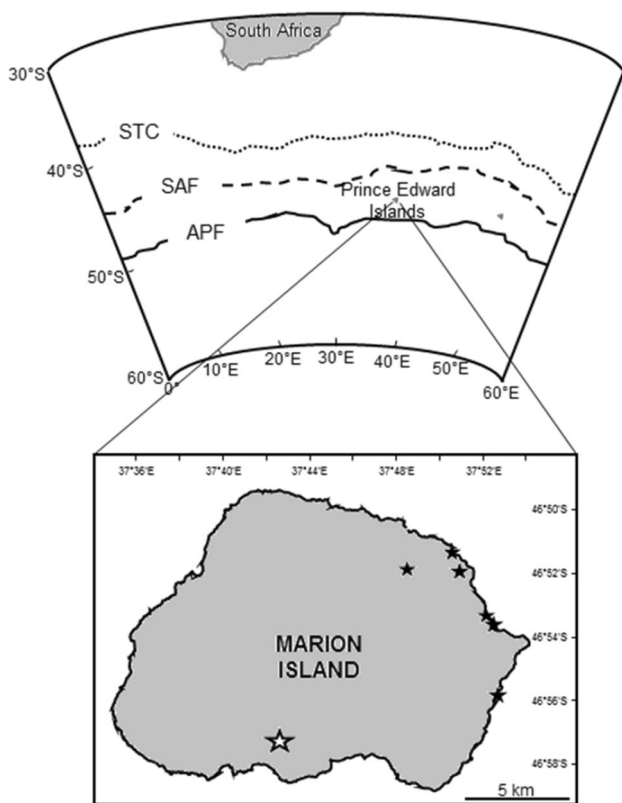 South Africa
30°S
STC
40°S
SAF
Prince Edward
Islands
APF
50°S
60°S
0°
10°E
20°E
30°E
40°E
50°E
60°E
37°36'E
37°40'E
37°44'E
37°48'E
37°52'E
46°50'S
46°52'S
46°54'S
MARION
ISLAND
46°56'S
46°58'S
5 km